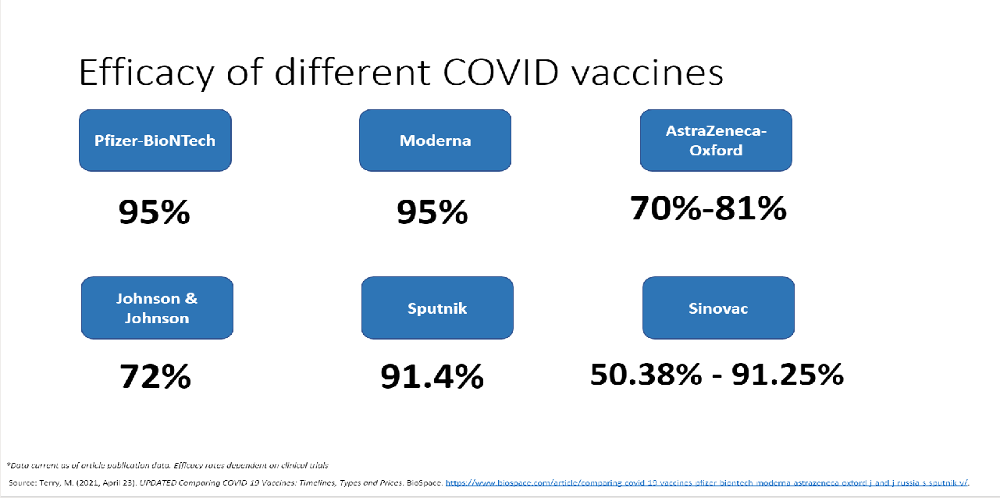 Efficacy of different COVID vaccines
Pfizer-BioNTech
Moderna
AstraZeneca-
Oxford
95%
95%
70%-81%
Johnson &
Johnson
Sputnik
Sinovac
72%
91.4%
50.38% - 91.25%
*Data current as of article publication data. Efficacy rates dependent on clinical trials
Source: Terry, M. (2021, April 23). UPDATED Comparing COVID-19 Vaccines: Timelines, Types and Prices. BioSpace. https://www.biospace.com/article/comparing-covid-19-vaccines-pfizer-biontech-moderna-astrazeneca-oxford-j-and-j-russia-s-sputnik-v/.